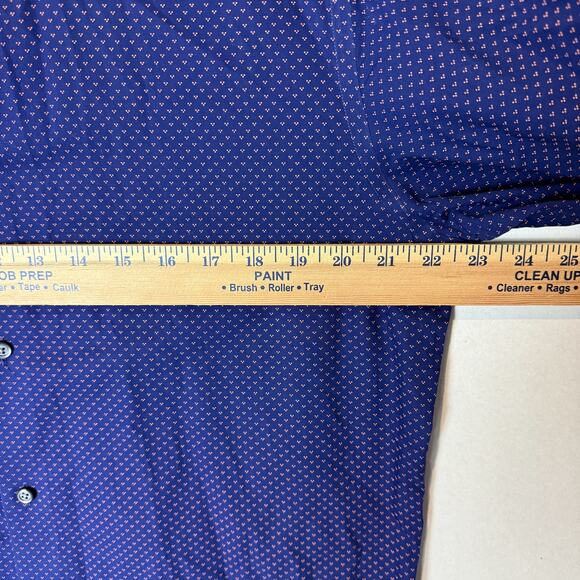 13 14 15 16 17 18 19 20 21 22 23 24 25
OB PREP PAINT CLEAN UP
• Tape • Caulk • Brush • Roller • Tray • Cleaner • Rags •